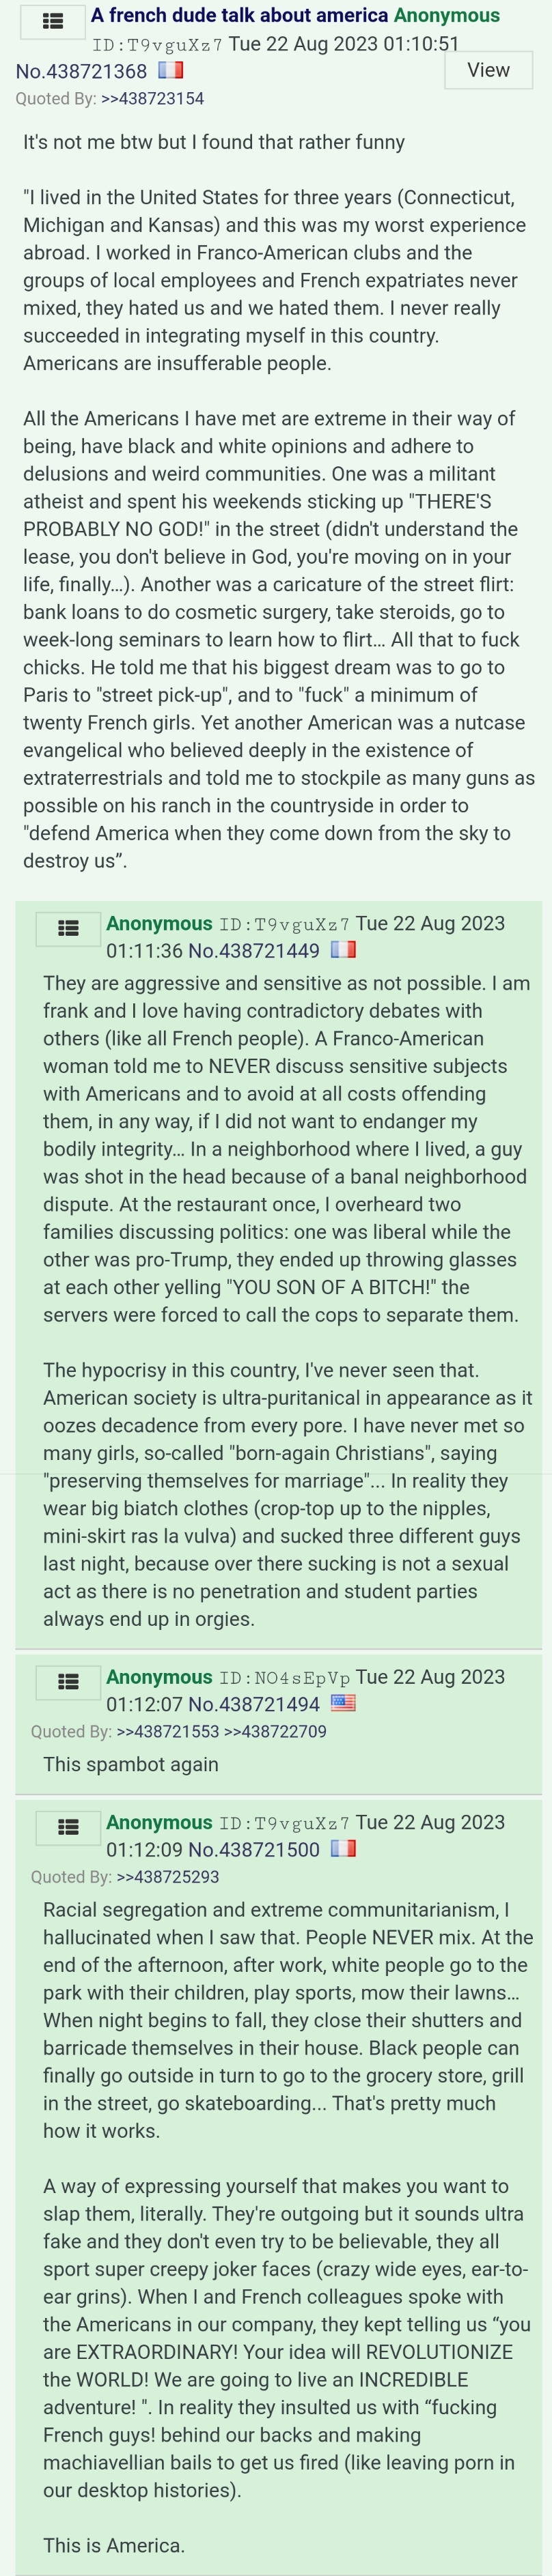 A french dude talk about america Anonymous
ID:T9vguXz7 Tue 22 Aug 2023 01:10:51
No.438721368
View
Quoted By: >>438723154
It's not me btw but I found that rather funny
"I lived in the United States for three years (Connecticut,
Michigan and Kansas) and this was my worst experience
abroad. I worked in Franco-American clubs and the
groups of local employees and French expatriates never
mixed, they hated us and we hated them. I never really
succeeded in integrating myself in this country.
Americans are insufferable people.
All the Americans I have met are extreme in their way of
being, have black and white opinions and adhere to
delusions and weird communities. One was a militant
atheist and spent his weekends sticking up "THERE'S
PROBABLY NO GOD!" in the street (didn't understand the
lease, you don't believe in God, you're moving on in your
life, finally…). Another was a caricature of the street flirt:
bank loans to do cosmetic surgery, take steroids, go to
week-long seminars to learn how to flirt… All that to fuck
chicks. He told me that his biggest dream was to go to
Paris to "street pick-up", and to "fuck" a minimum of
twenty French girls. Yet another American was a nutcase
evangelical who believed deeply in the existence of
extraterrestrials and told me to stockpile as many guns as
possible on his ranch in the countryside in order to
"defend America when they come down from the sky to
destroy us”.
Anonymous ID:T9vguXz7 Tue 22 Aug 2023
01:11:36 No.438721449
They are aggressive and sensitive as not possible. I am
frank and I love having contradictory debates with
others (like all French people). A Franco-American
woman told me to NEVER discuss sensitive subjects
with Americans and to avoid at all costs offending
them, in any way, if I did not want to endanger my
bodily integrity… In a neighborhood where I lived, a guy
was shot in the head because of a banal neighborhood
dispute. At the restaurant once, I overheard two
families discussing politics: one was liberal while the
other was pro-Trump, they ended up throwing glasses
at each other yelling "YOU SON OF A BITCH!" the
servers were forced to call the cops to separate them.
The hypocrisy in this country, I've never seen that.
American society is ultra-puritanical in appearance as it
oozes decadence from every pore. I have never met so
many girls, so-called "born-again Christians", saying
"preserving themselves for marriage"... In reality they
wear big biatch clothes (crop-top up to the nipples,
mini-skirt ras la vulva) and sucked three different guys
last night, because over there sucking is not a sexual
act as there is no penetration and student parties
always end up in orgies.
Anonymous ID:NO4sEpVp Tue 22 Aug 2023
01:12:07 No.438721494
Quoted By: >>438721553 >>438722709
This spambot again
Anonymous ID:T9vguXz7 Tue 22 Aug 2023
01:12:09 No.438721500
Quoted By: >>438725293
Racial segregation and extreme communitarianism, I
hallucinated when I saw that. People NEVER mix. At the
end of the afternoon, after work, white people go to the
park with their children, play sports, mow their lawns…
When night begins to fall, they close their shutters and
barricade themselves in their house. Black people can
finally go outside in turn to go to the grocery store, grill
in the street, go skateboarding... That's pretty much
how it works.
A way of expressing yourself that makes you want to
slap them, literally. They're outgoing but it sounds ultra
fake and they don't even try to be believable, they all
sport super creepy joker faces (crazy wide eyes, ear-to-
ear grins). When I and French colleagues spoke with
the Americans in our company, they kept telling us “you
are EXTRAORDINARY! Your idea will REVOLUTIONIZE
the WORLD! We are going to live an INCREDIBLE
adventure! ". In reality they insulted us with “fucking
French guys! behind our backs and making
machiavellian bails to get us fired (like leaving porn in
our desktop histories).
This is America.